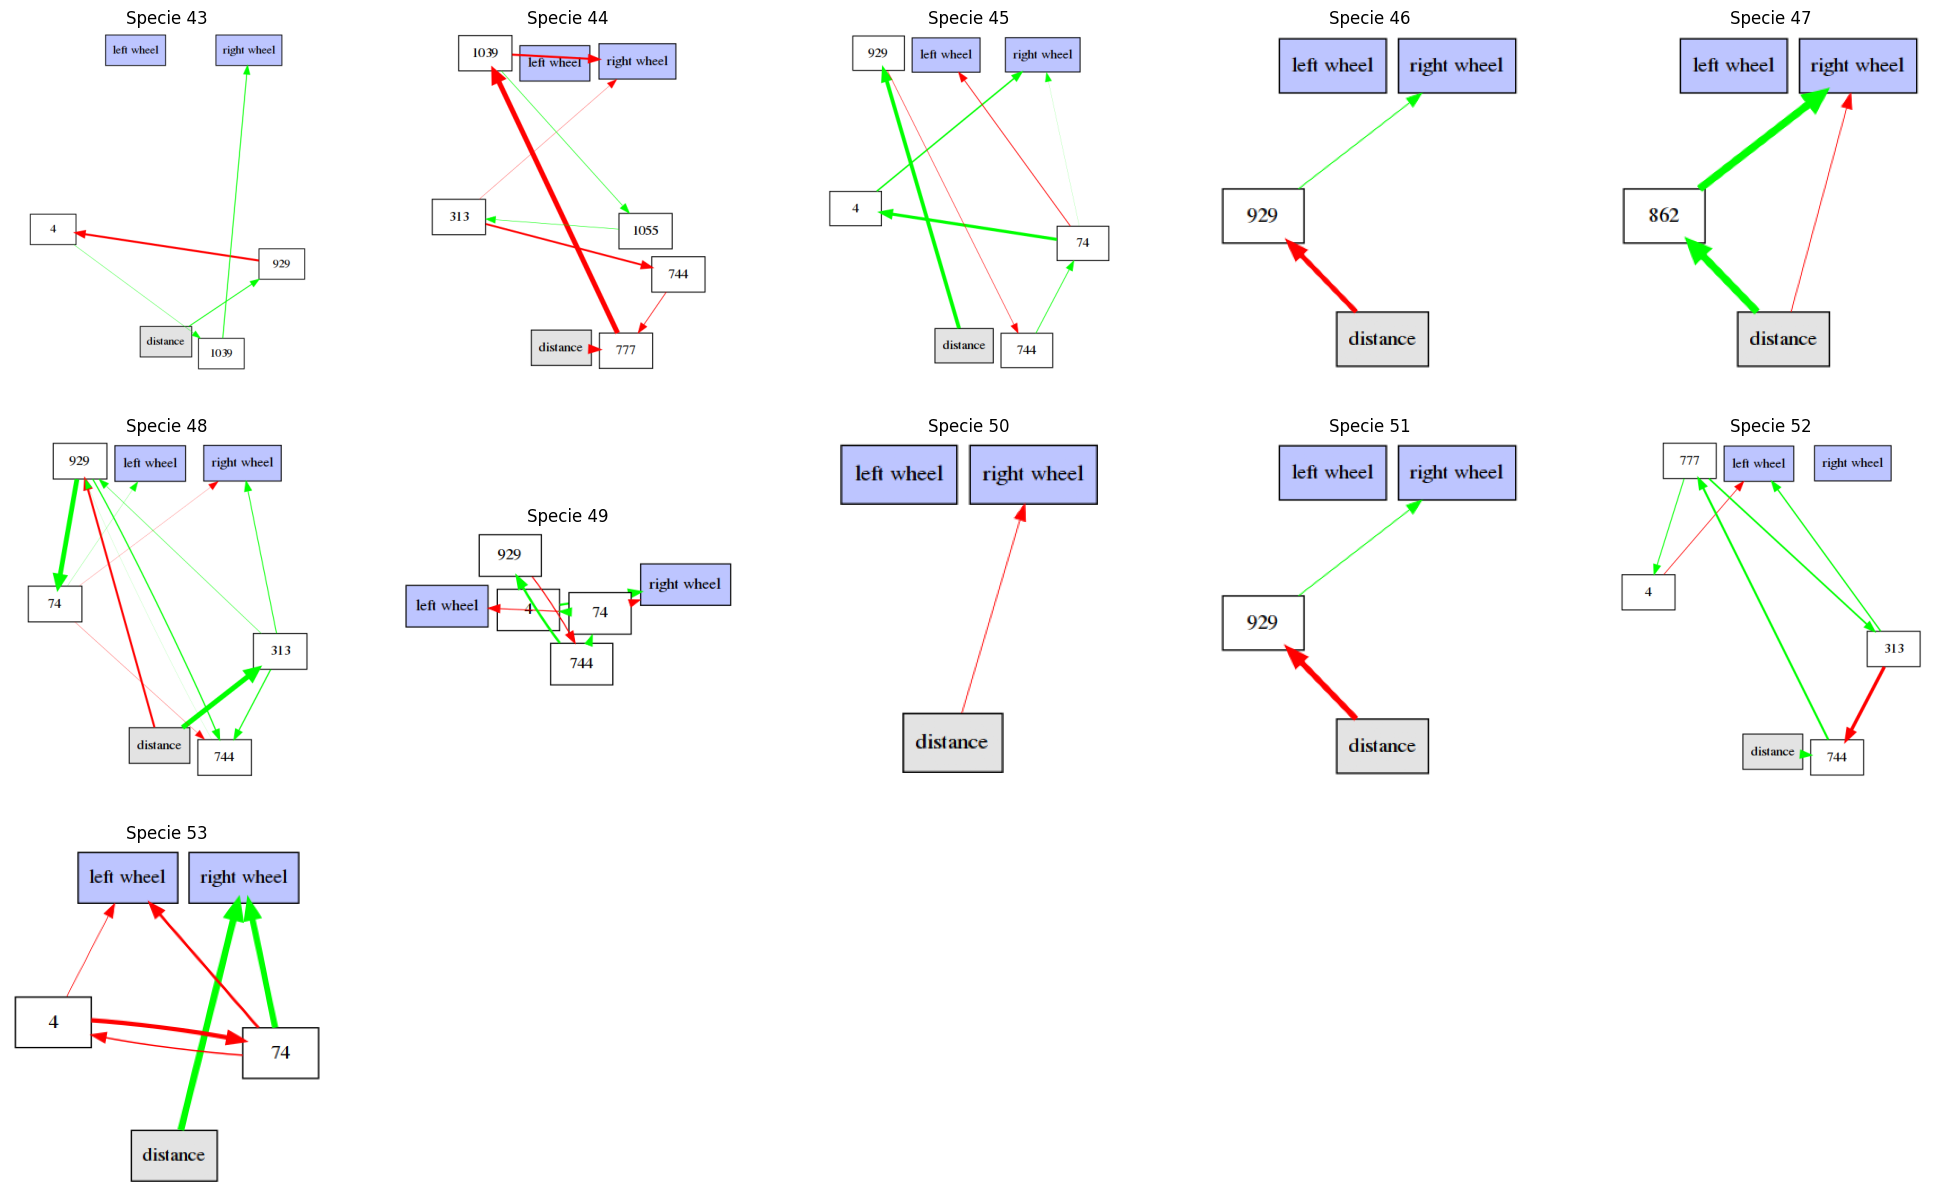 Specie 43
left wheel
right wheel
4
929
distance
1039
Specie 44
1039
left wheel
right wheel
313
1055
744
distance
777
Specie 45
929
left wheel
right wheel
4
74
distance
744
Specie 46
left wheel
right wheel
929
distance
Specie 47
left wheel
right wheel
862
distance
Specie 48
929
left wheel
right wheel
74
313
distance
744
Specie 49
929
left wheel
4
74
right wheel
744
Specie 50
left wheel
right wheel
distance
Specie 51
left wheel
right wheel
929
distance
Specie 52
777
left wheel
right wheel
4
313
distance
744
Specie 53
left wheel
right wheel
4
74
distance